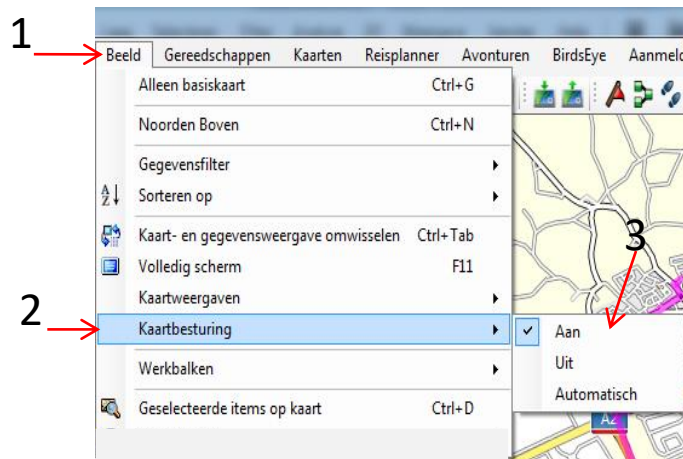 1
Beeld Gereedschappen Kaarten Reisplanner Avonturen BirdsEye
Alleen basiskaart Ctrl+G
Noorden Boven Ctrl+N
Gegevensfilter
Sorteren op
Kaart- en gegevensweergave omwisselen Ctrl+Tab
Volledig scherm F11
3
Kaartweergaven
2
Kaartbesturing
Aan
Uit
Werkbalken
Automatisch
Geselecteerde items op kaart Ctrl+D
A2